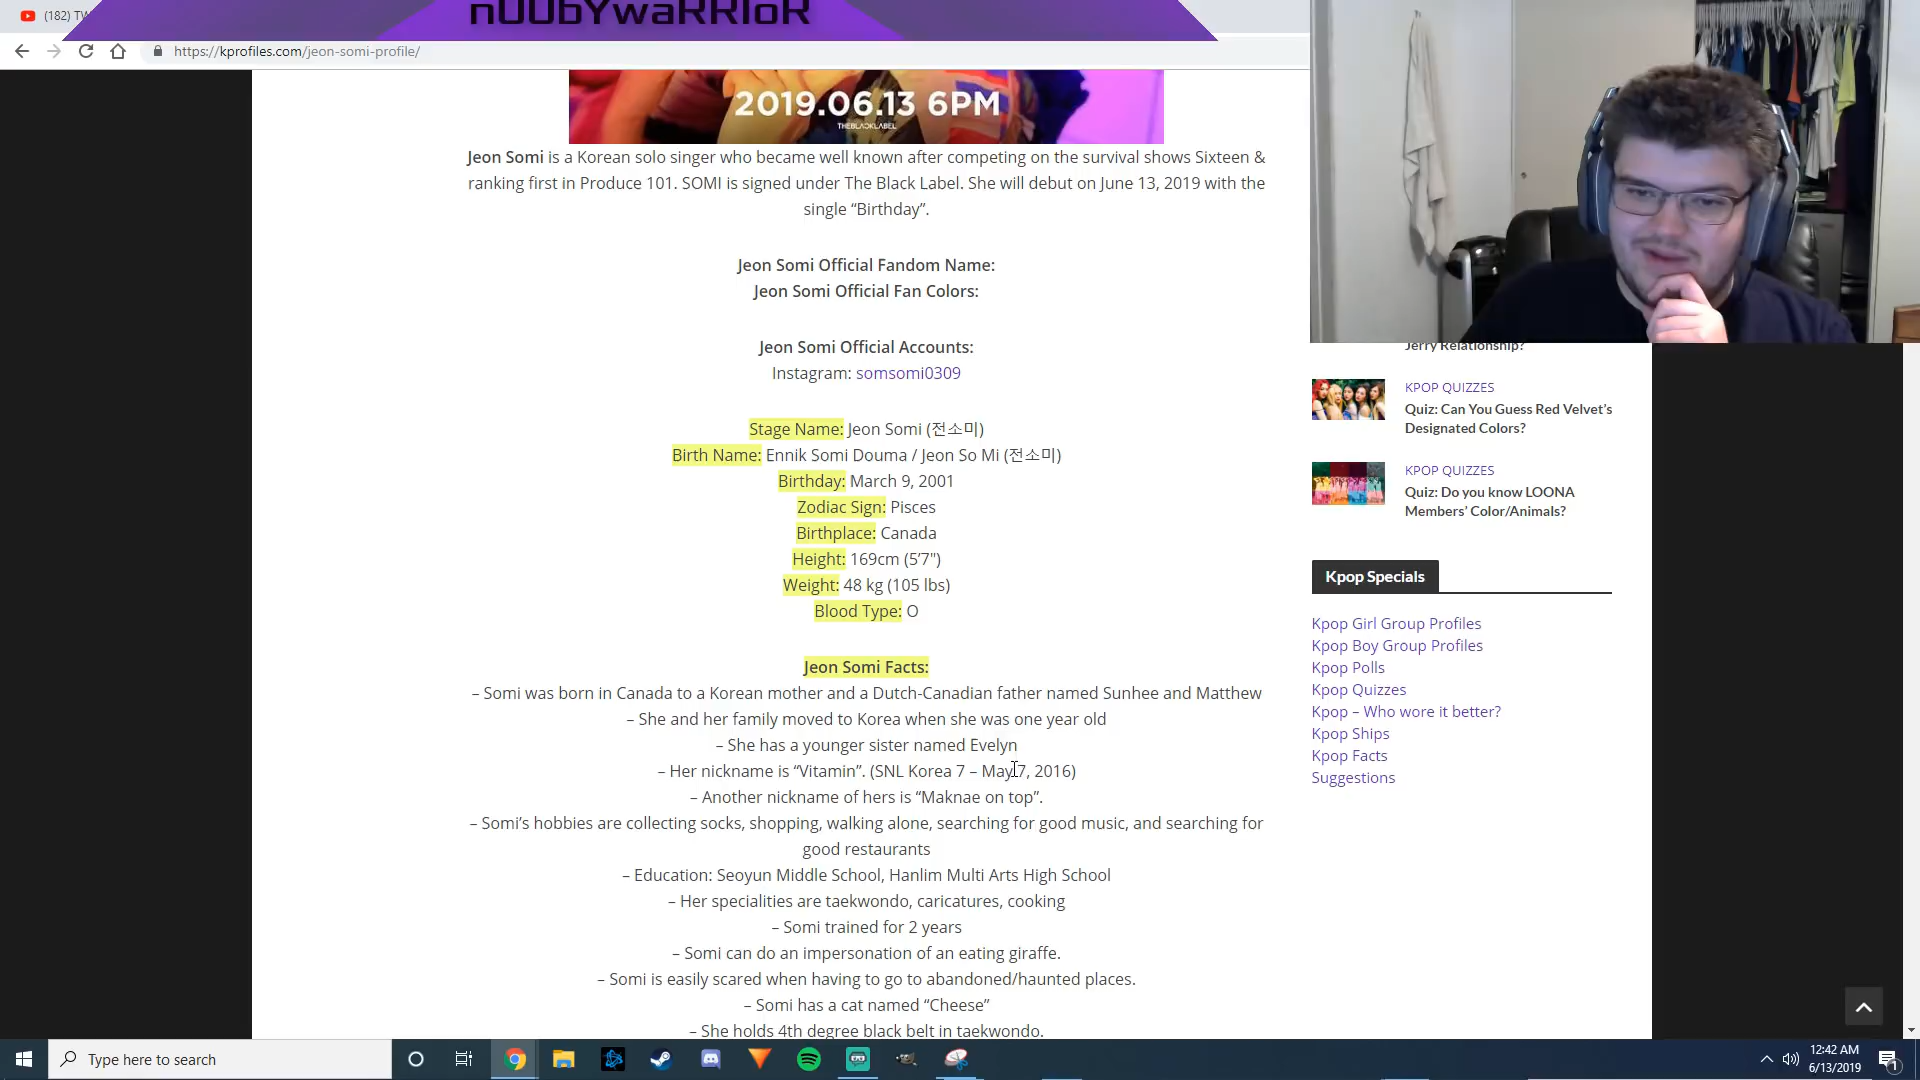 (182) TW
nUUbYwaRRIoR
https://kprofiles.com/jeon-somi-profile/
2019.06.13 6PM
THEBLACKLABEL
Jeon Somi is a Korean solo singer who became well known after competing on the survival shows Sixteen &
ranking first in Produce 101. SOMI is signed under The Black Label. She will debut on June 13, 2019 with the
single “Birthday”.
Jeon Somi Official Fandom Name:
Jeon Somi Official Fan Colors:
Jeon Somi Official Accounts:
Instagram: somsomi0309
Stage Name: Jeon Somi (전소미)
Birth Name: Ennik Somi Douma / Jeon So Mi (전소미)
Birthday: March 9, 2001
Zodiac Sign: Pisces
Birthplace: Canada
Height: 169cm (5’7")
Weight: 48 kg (105 lbs)
Blood Type: O
Jeon Somi Facts:
– Somi was born in Canada to a Korean mother and a Dutch-Canadian father named Sunhee and Matthew
– She and her family moved to Korea when she was one year old
– She has a younger sister named Evelyn
– Her nickname is “Vitamin”. (SNL Korea 7 – May 7, 2016)
– Another nickname of hers is “Maknae on top”.
– Somi’s hobbies are collecting socks, shopping, walking alone, searching for good music, and searching for
good restaurants
– Education: Seoyun Middle School, Hanlim Multi Arts High School
– Her specialities are taekwondo, caricatures, cooking
– Somi trained for 2 years
– Somi can do an impersonation of an eating giraffe.
– Somi is easily scared when having to go to abandoned/haunted places.
– Somi has a cat named “Cheese”
– She holds 4th degree black belt in taekwondo.
Jerry Relationship?
KPOP QUIZZES
Quiz: Can You Guess Red Velvet’s
Designated Colors?
KPOP QUIZZES
Quiz: Do you know LOONA
Members’ Color/Animals?
Kpop Specials
Kpop Girl Group Profiles
Kpop Boy Group Profiles
Kpop Polls
Kpop Quizzes
Kpop – Who wore it better?
Kpop Ships
Kpop Facts
Suggestions
Type here to search
12:42 AM
6/13/2019
1